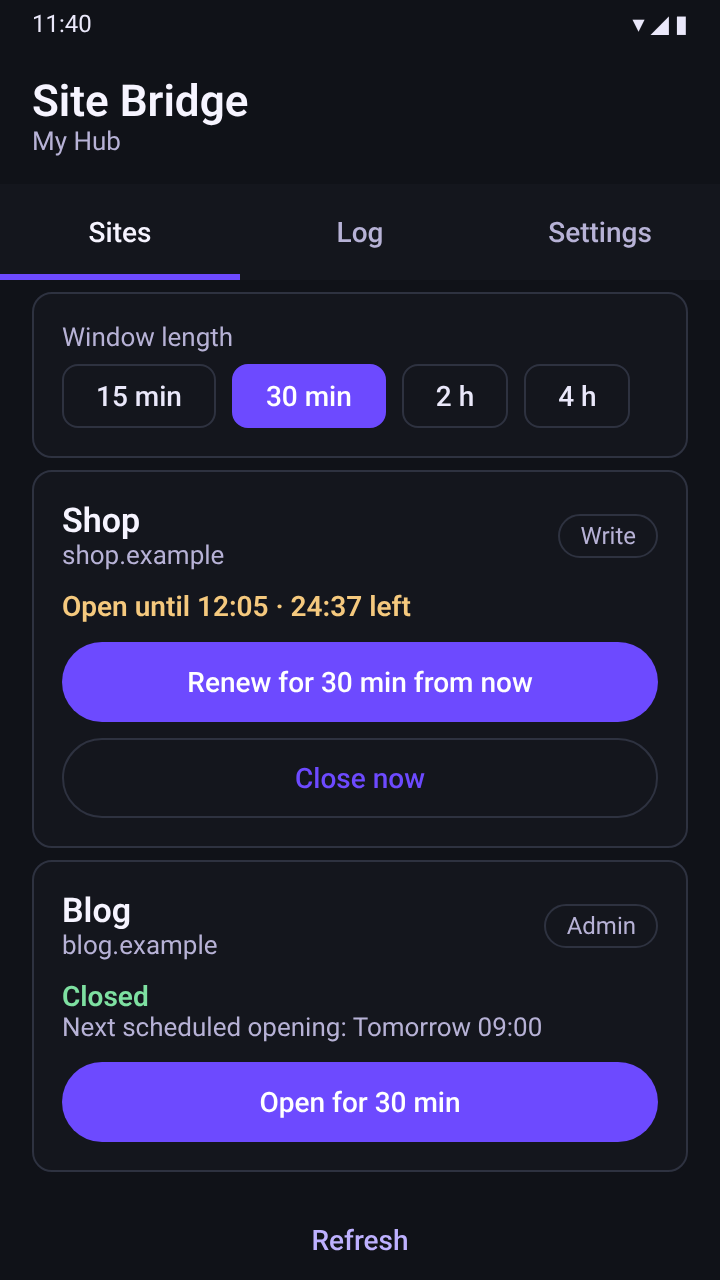 11:40
Site Bridge
My Hub
Sites Log Settings
Window length
15 min 30 min 2 h 4 h
Shop
shop.example
Write
Open until 12:05 · 24:37 left
Renew for 30 min from now
Close now
Blog
blog.example
Admin
Closed
Next scheduled opening: Tomorrow 09:00
Open for 30 min
Refresh